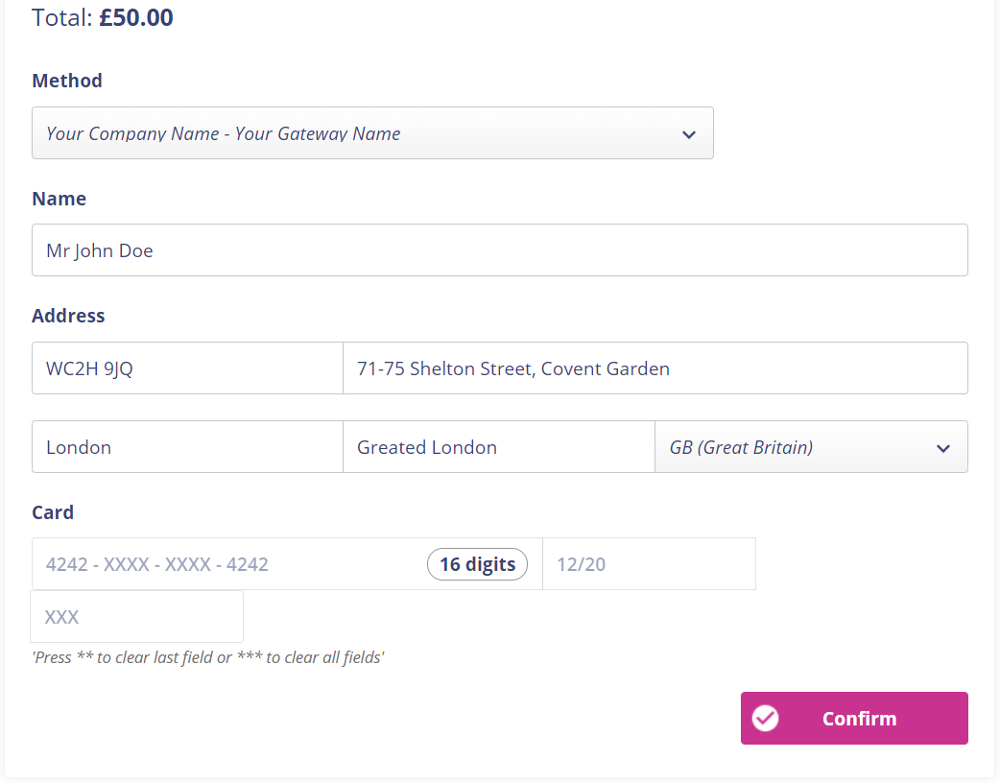 Total: £50.00
Method
Your Company Name - Your Gateway Name
Name
Mr John Doe
Address
WC2H 9JQ 71-75 Shelton Street, Covent Garden
London Greated London GB (Great Britain)
Card
4242 - XXXX - XXXX - 4242 16 digits 12/20
XXX
'Press ** to clear last field or *** to clear all fields'
Confirm